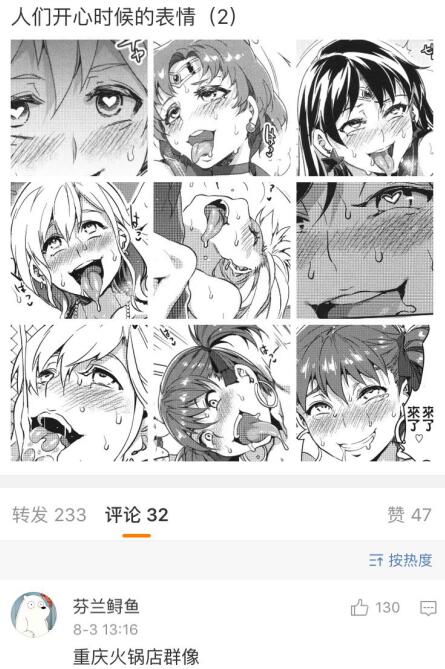 人们开心时候的表情（2）
來了
來了♡
转发 233 评论 32 赞 47
按热度
芬兰鲟鱼
130
8-3 13:16
重庆火锅店群像